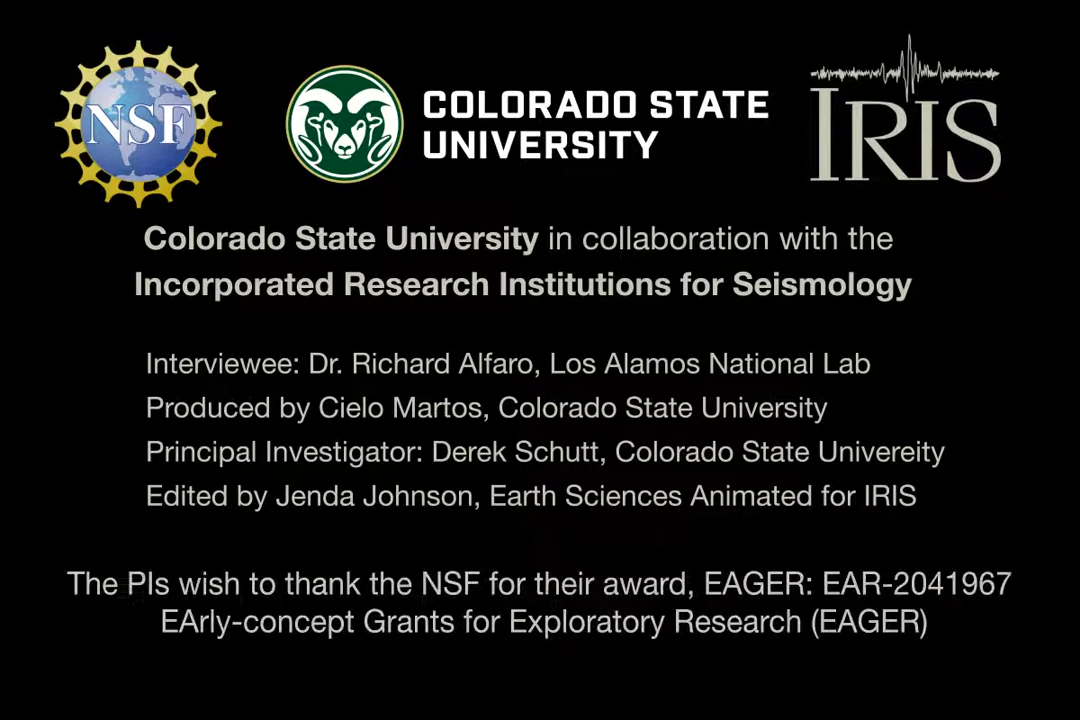 NSF
COLORADO STATE
UNIVERSITY
IRIS
Colorado State University in collaboration with the
Incorporated Research Institutions for Seismology
Interviewee: Dr. Richard Alfaro, Los Alamos National Lab
Produced by Cielo Martos, Colorado State University
Principal Investigator: Derek Schutt, Colorado State Univereity
Edited by Jenda Johnson, Earth Sciences Animated for IRIS
The PIs wish to thank the NSF for their award, EAGER: EAR-2041967
EArly-concept Grants for Exploratory Research (EAGER)